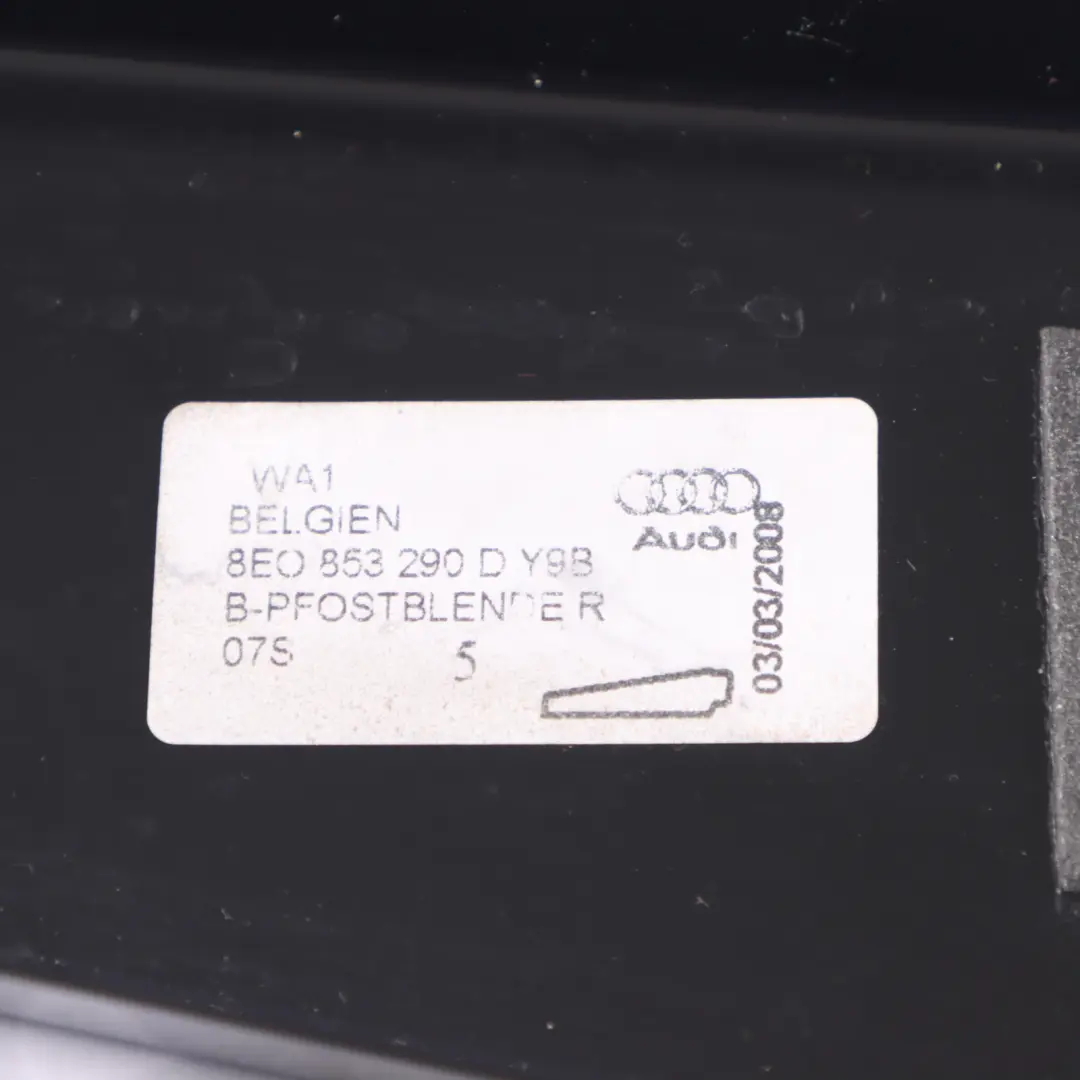 WA1
BELGIEN
8E0 853 290 D Y9B
B-PFOSTBLENDE R
07S 5
Audi
03/03/2008